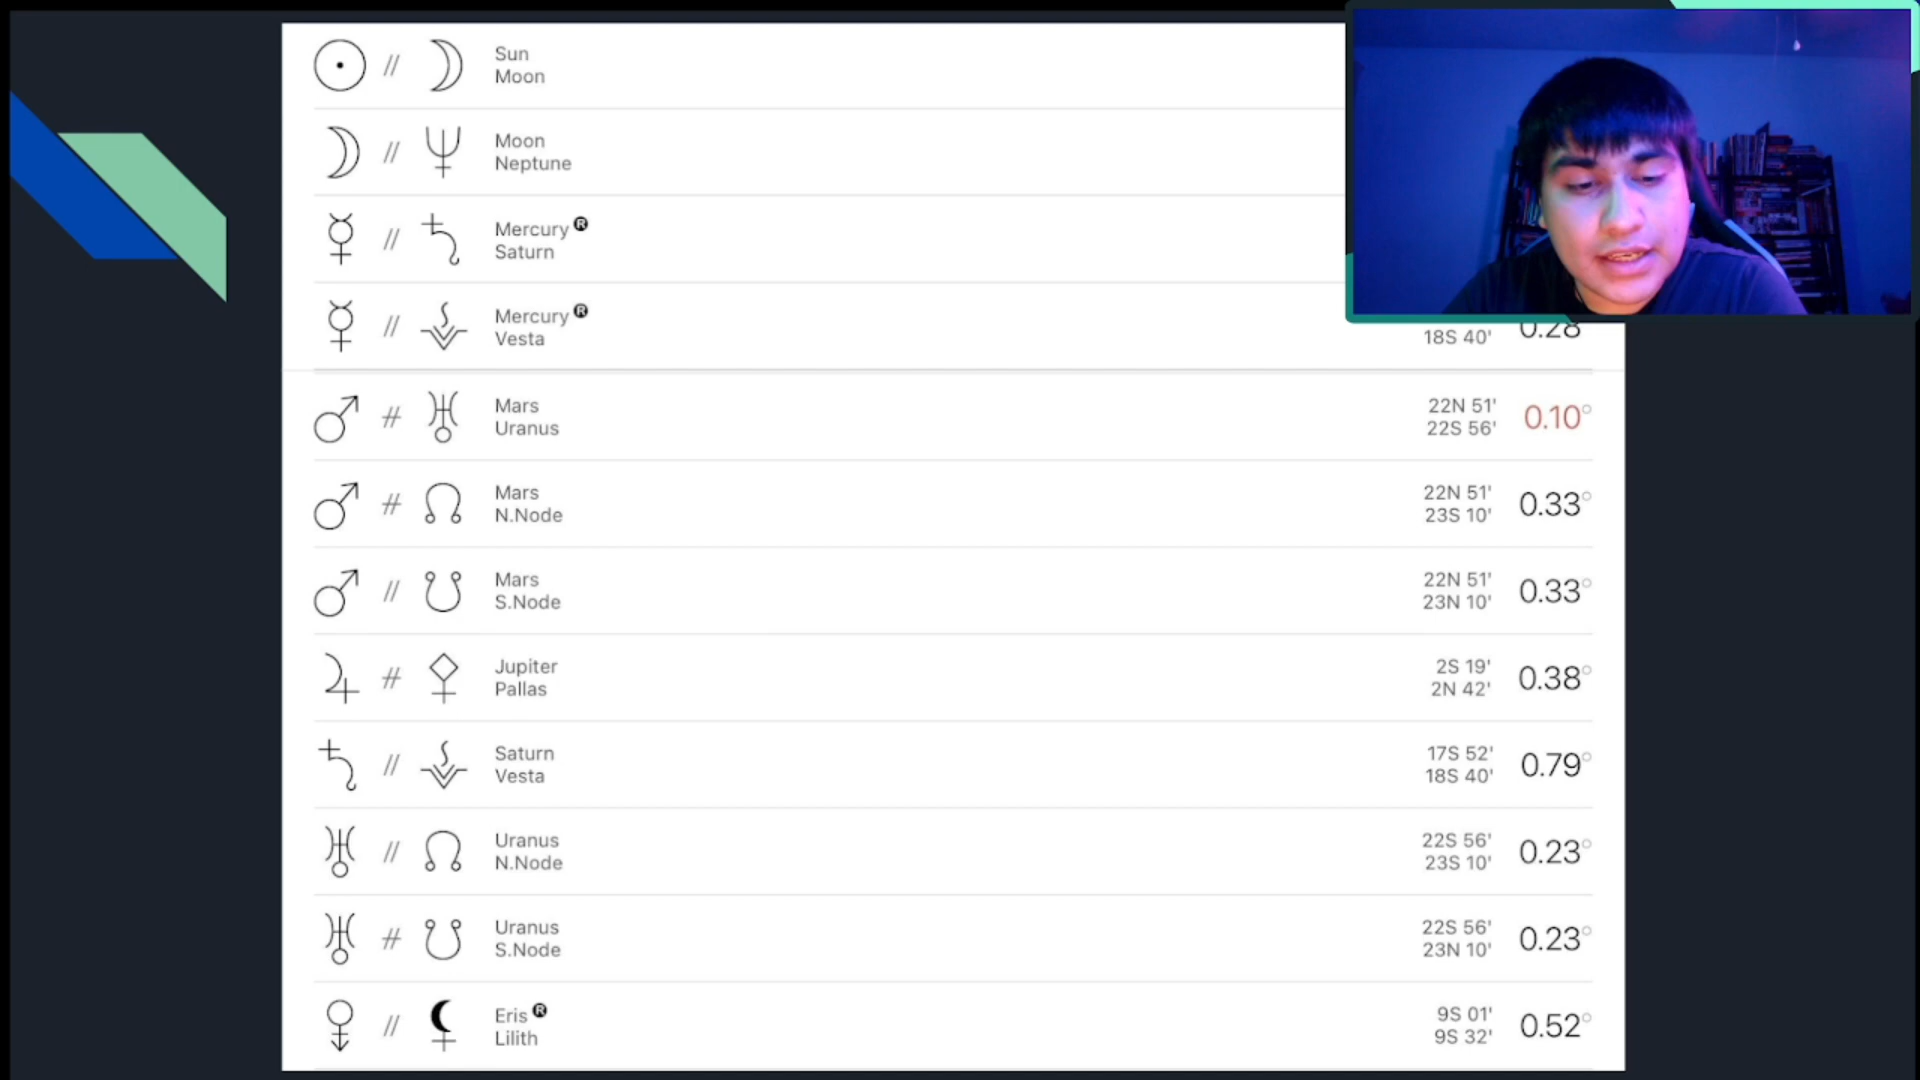 // Sun
Moon
// Moon
Neptune
// Mercury ®
Saturn
// Mercury ®
Vesta
18S 40' 0.28
# Mars
Uranus
22N 51'
22S 56'
0.10°
# Mars
N.Node
22N 51'
23S 10'
0.33°
// Mars
S.Node
22N 51'
23N 10'
0.33°
# Jupiter
Pallas
2S 19'
2N 42'
0.38°
// Saturn
Vesta
17S 52'
18S 40'
0.79°
// Uranus
N.Node
22S 56'
23S 10'
0.23°
# Uranus
S.Node
22S 56'
23N 10'
0.23°
// Eris ®
Lilith
9S 01'
9S 32'
0.52°